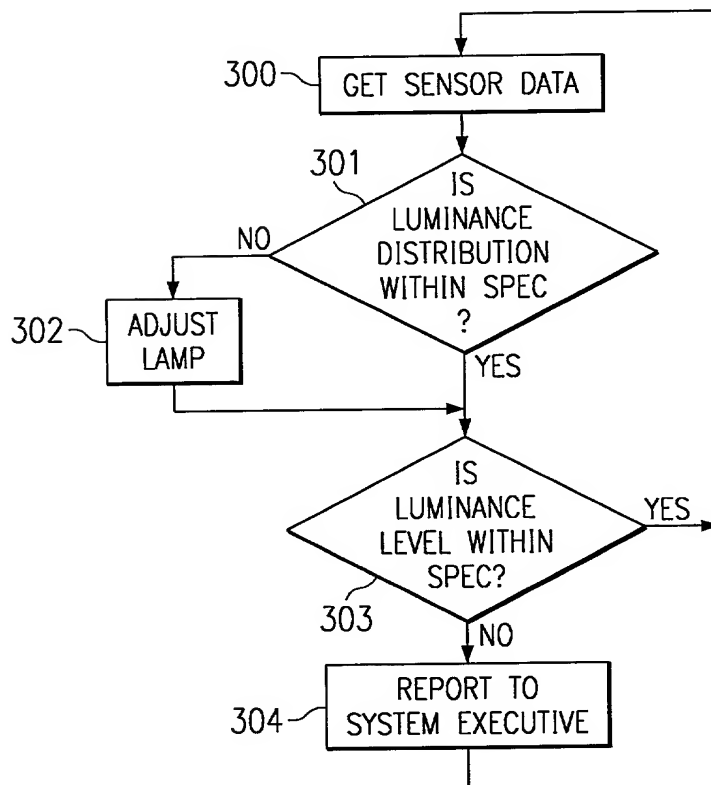 300
GET SENSOR DATA
301
IS
LUMINANCE
DISTRIBUTION
WITHIN SPEC
?
NO
YES
302
ADJUST
LAMP
IS
LUMINANCE
LEVEL WITHIN
SPEC?
YES
303
NO
304
REPORT TO
SYSTEM EXECUTIVE